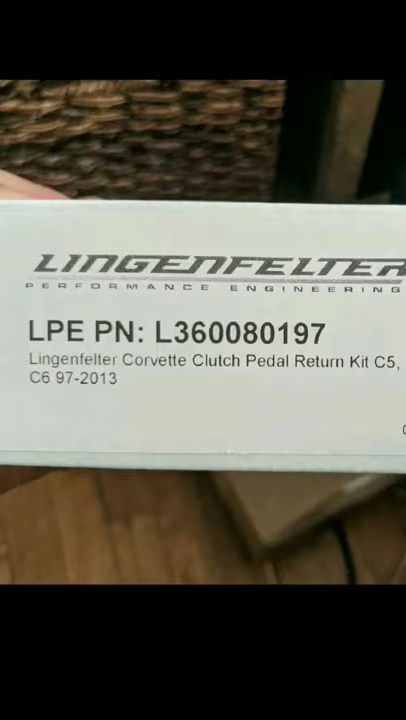 LINGENFELTER
PERFORMANCE ENGINEERING
LPE PN: L360080197
Lingenfelter Corvette Clutch Pedal Return Kit C5,
C6 97-2013